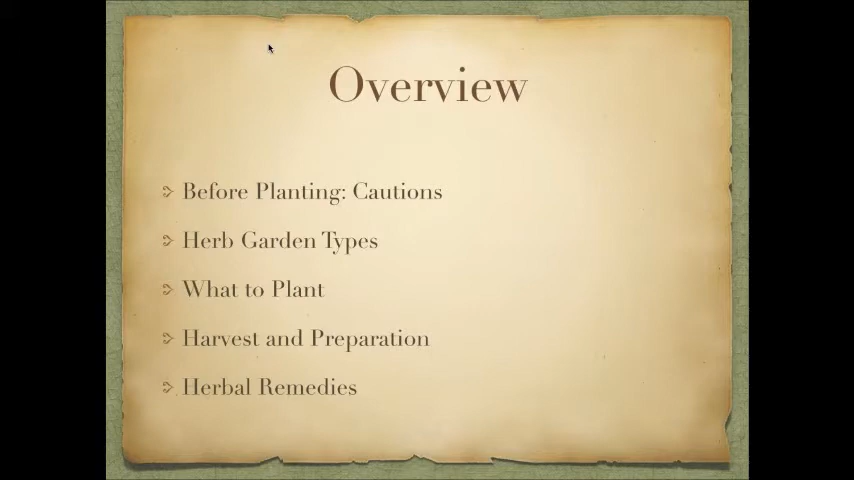 Overview
Before Planting: Cautions
Herb Garden Types
What to Plant
Harvest and Preparation
Herbal Remedies